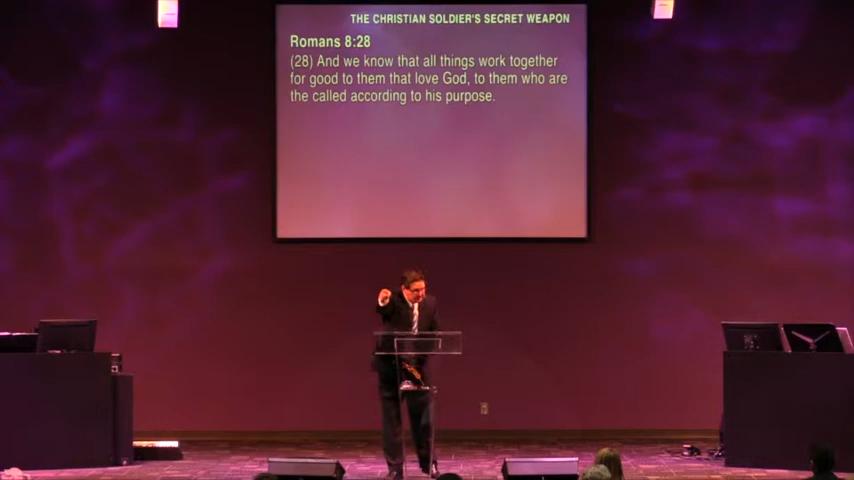 THE CHRISTIAN SOLDIER'S SECRET WEAPON
Romans 8:28
(28) And we know that all things work together
for good to them that love God, to them who are
the called according to his purpose.